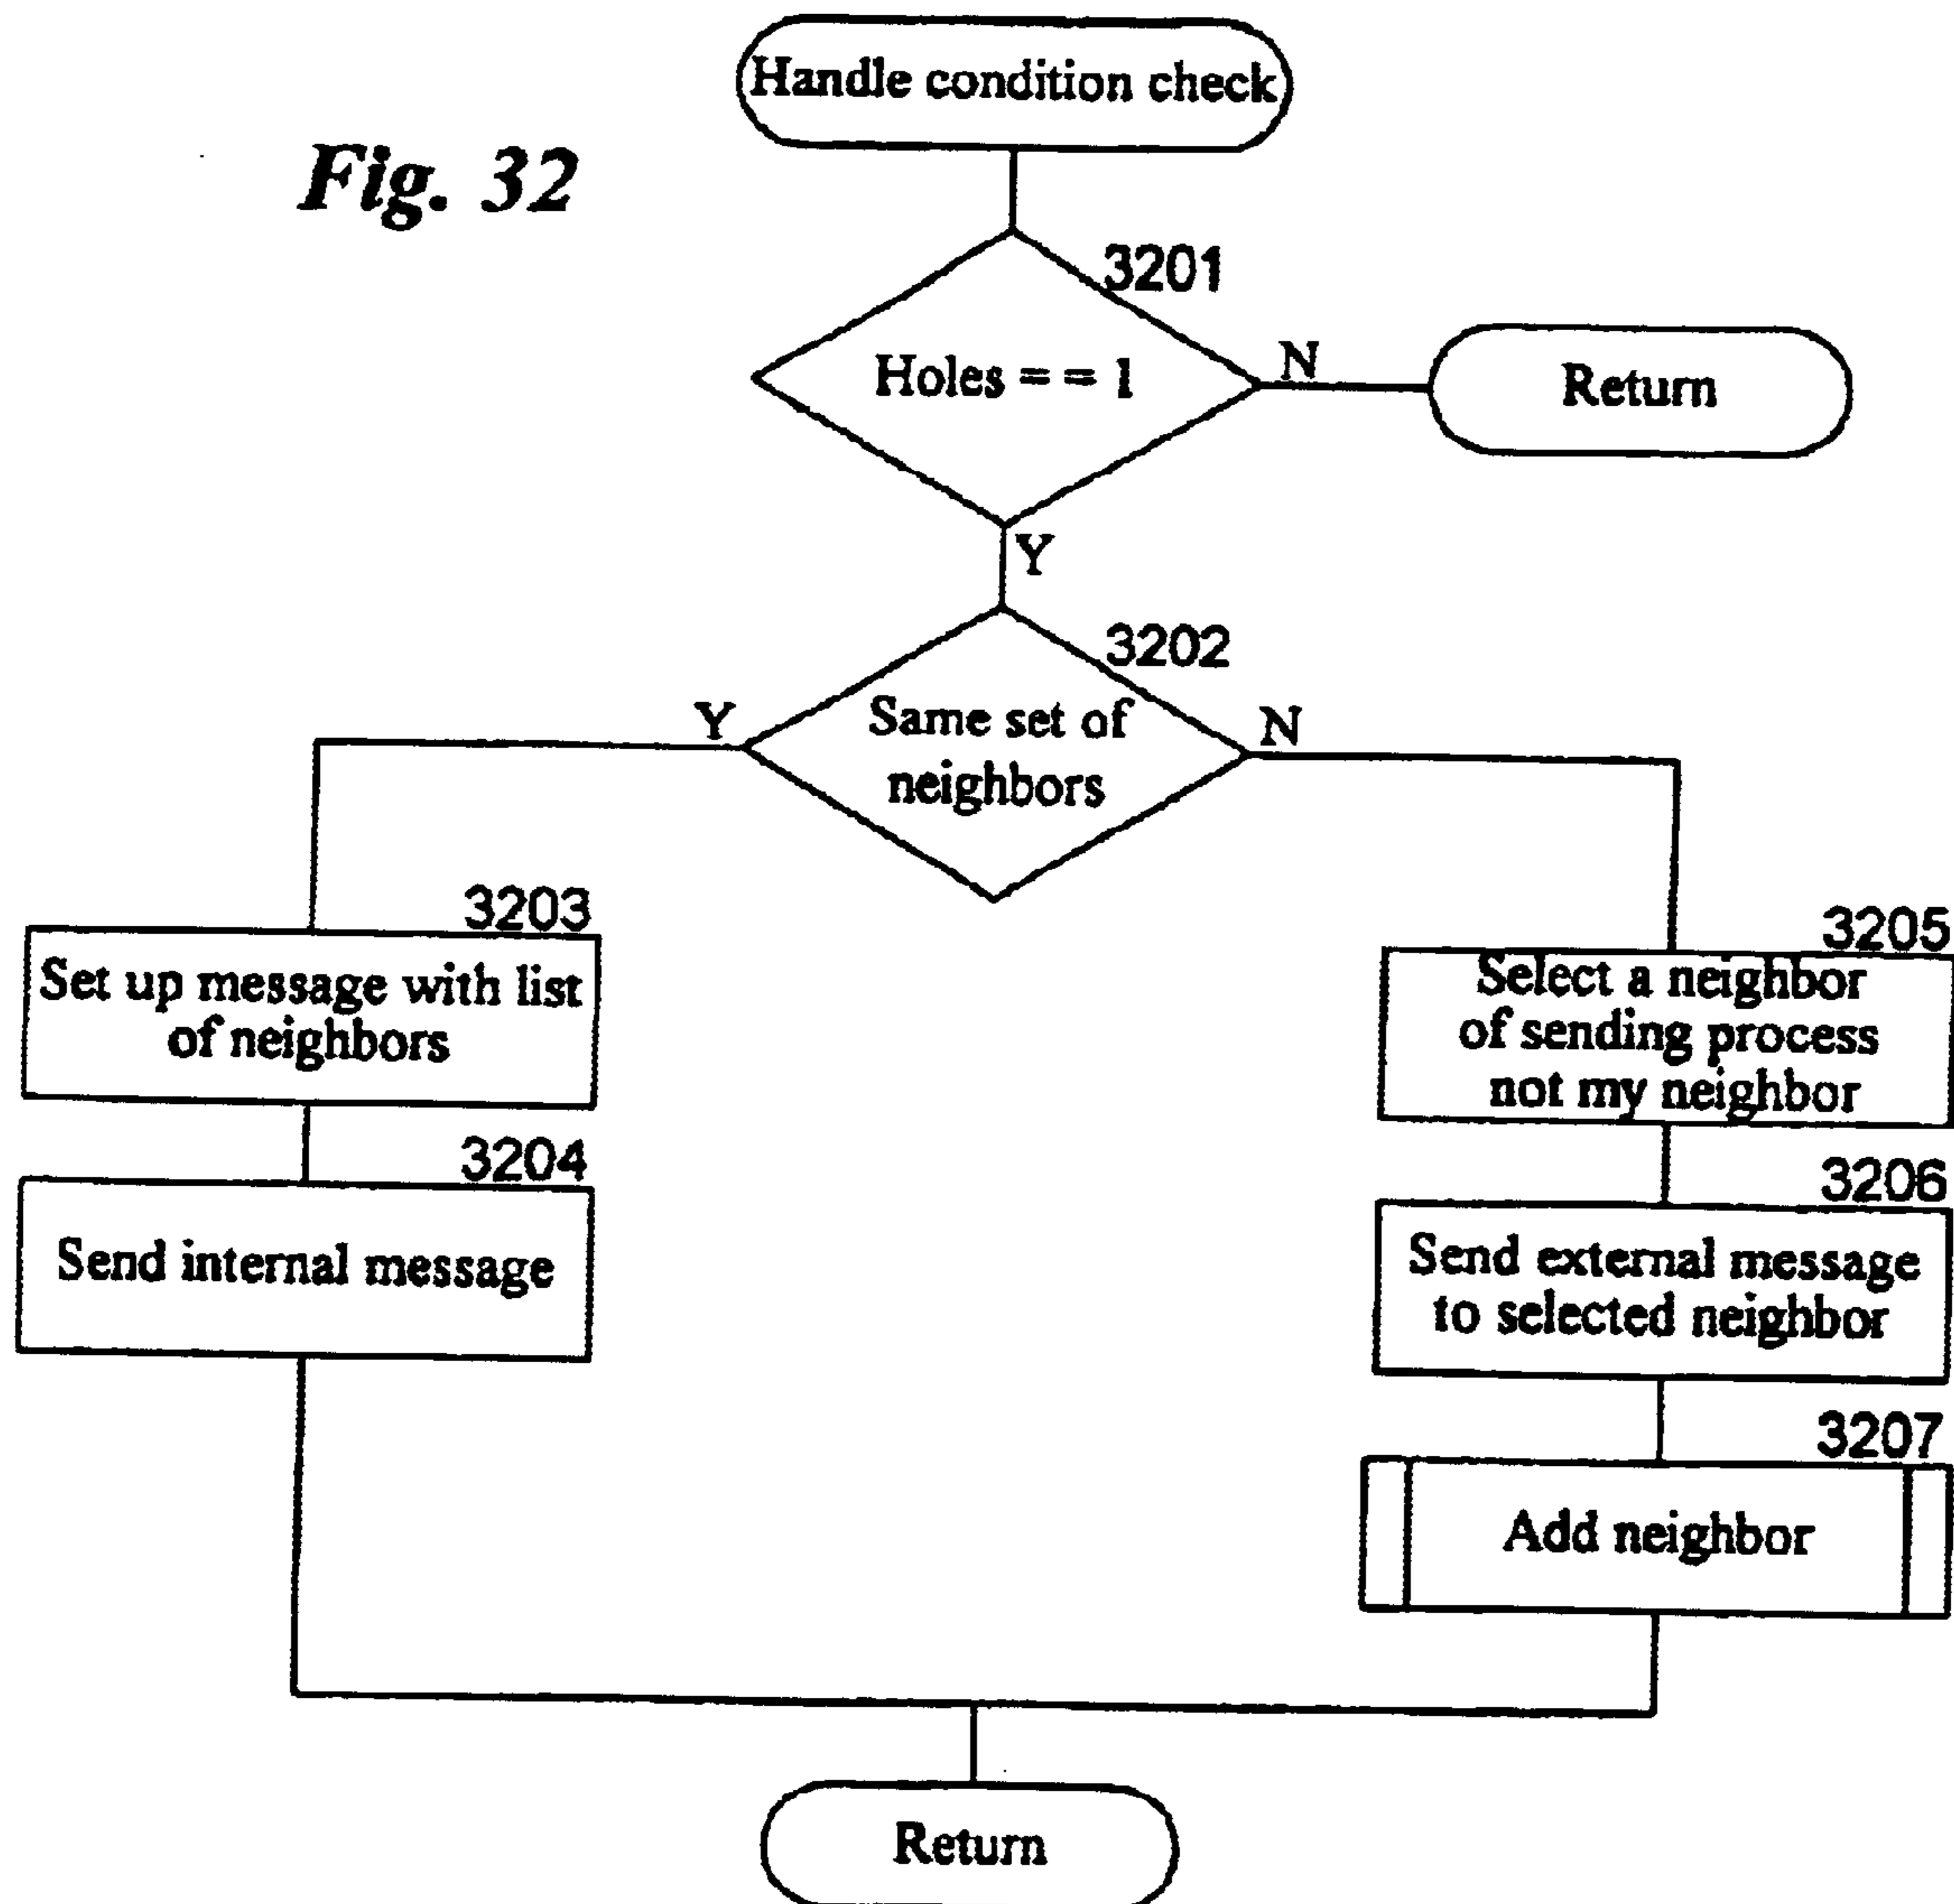 Handle condition check
Fig. 32
3201
Holes = = 1
N
Return
Y
3202
Same set of
neighbors
Y
N
3203
Set up message with list
of neighbors
3204
Send internal message
3205
Select a neighbor
of sending process
not my neighbor
3206
Send external message
to selected neighbor
3207
Add neighbor
Return